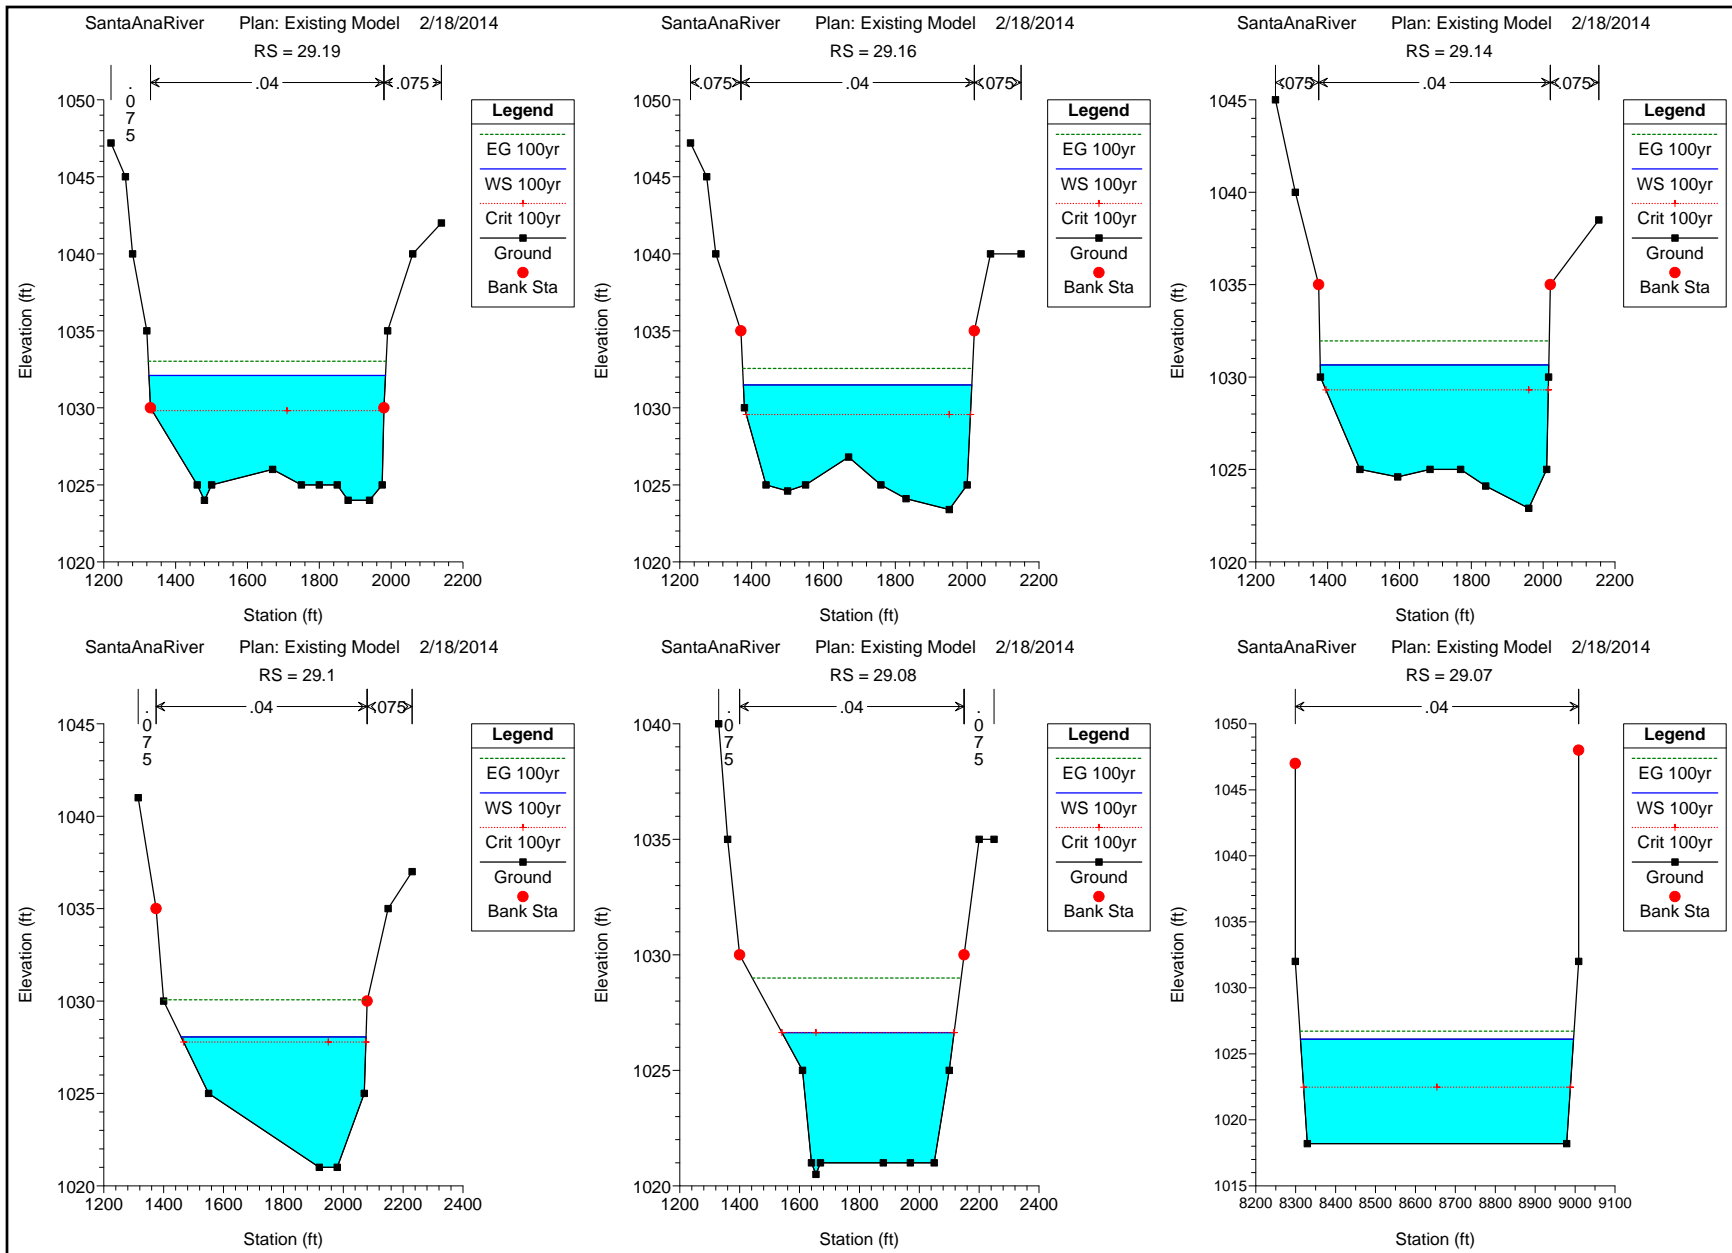 SantaAnaRiver Plan: Existing Model 2/18/2014
RS = 29.19
.075 .04 .075
Legend
EG 100yr
WS 100yr
Crit 100yr
Ground
Bank Sta
1050
1045
1040
1035
1030
1025
1020
Elevation (ft)
1200 1400 1600 1800 2000 2200
Station (ft)
SantaAnaRiver Plan: Existing Model 2/18/2014
RS = 29.16
.075 .04 .075
Legend
EG 100yr
WS 100yr
Crit 100yr
Ground
Bank Sta
1050
1045
1040
1035
1030
1025
1020
Elevation (ft)
1200 1400 1600 1800 2000 2200
Station (ft)
SantaAnaRiver Plan: Existing Model 2/18/2014
RS = 29.14
.075 .04 .075
Legend
EG 100yr
WS 100yr
Crit 100yr
Ground
Bank Sta
1045
1040
1035
1030
1025
1020
Elevation (ft)
1200 1400 1600 1800 2000 2200
Station (ft)
SantaAnaRiver Plan: Existing Model 2/18/2014
RS = 29.1
.075 .04 .075
Legend
EG 100yr
WS 100yr
Crit 100yr
Ground
Bank Sta
1045
1040
1035
1030
1025
1020
Elevation (ft)
1200 1400 1600 1800 2000 2200 2400
Station (ft)
SantaAnaRiver Plan: Existing Model 2/18/2014
RS = 29.08
.075 .04 .075
Legend
EG 100yr
WS 100yr
Crit 100yr
Ground
Bank Sta
1040
1035
1030
1025
1020
Elevation (ft)
1200 1400 1600 1800 2000 2200 2400
Station (ft)
SantaAnaRiver Plan: Existing Model 2/18/2014
RS = 29.07
.04
Legend
EG 100yr
WS 100yr
Crit 100yr
Ground
Bank Sta
1050
1045
1040
1035
1030
1025
1020
1015
Elevation (ft)
8200 8300 8400 8500 8600 8700 8800 8900 9000 9100
Station (ft)